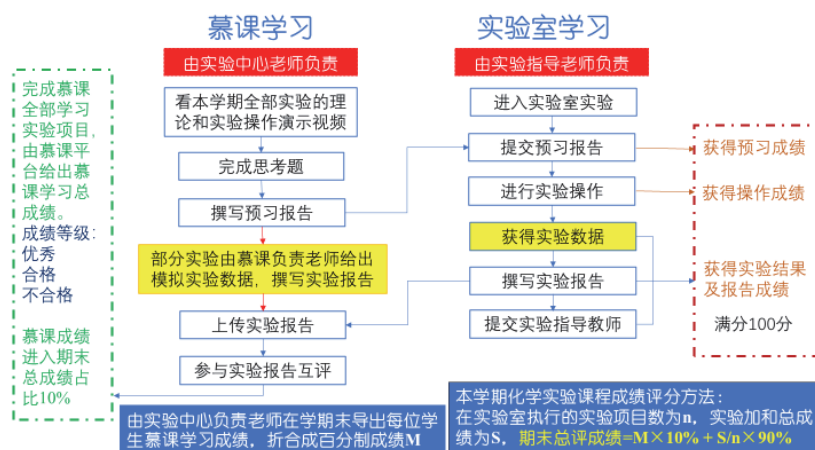 慕课学习
实验室学习
由实验中心老师负责
由实验指导老师负责
完成慕课
全部学习
实验项目，
由慕课平
台给出慕
课学习总
成绩。
成绩等级：
优秀
合格
不合格
慕课成绩
进入期末
总成绩占
比10%
看本学期全部实验的理
论和实验操作演示视频
完成思考题
撰写预习报告
部分实验由慕课负责老师给出
模拟实验数据，撰写实验报告
上传实验报告
参与实验报告互评
由实验中心负责老师在学期末导出每位学
生慕课学习成绩，折合成百分制成绩M
进入实验室实验
提交预习报告
进行实验操作
获得实验数据
撰写实验报告
提交实验指导教师
获得预习成绩
获得操作成绩
获得实验结果
及报告成绩
满分100分
本学期化学实验课程成绩评分方法：
在实验室执行的实验项目数为n，实验加和总成
绩为S，期末总评成绩=M×10% + S/n×90%